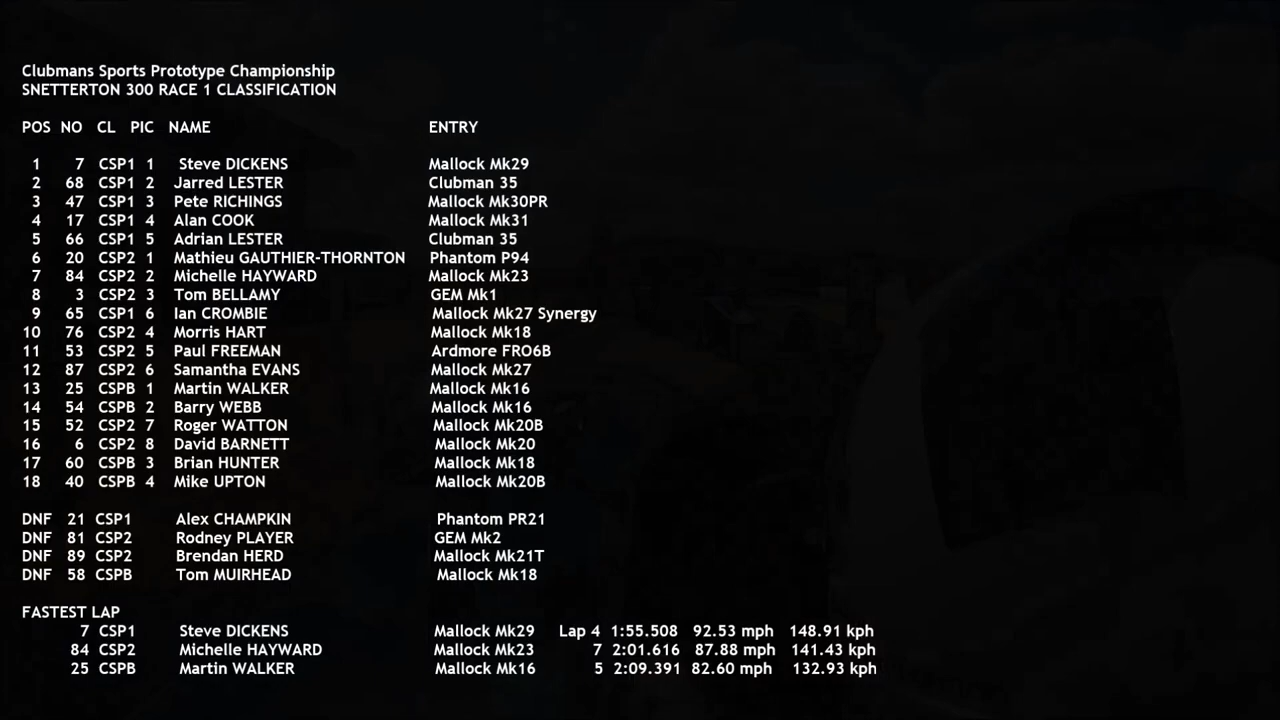 Clubmans Sports Prototype Championship
SNETTERTON 300 RACE 1 CLASSIFICATION
POS NO CL PIC NAME ENTRY
1 7 CSP1 1 Steve DICKENS Mallock Mk29
2 68 CSP1 2 Jarred LESTER Clubman 35
3 47 CSP1 3 Pete RICHINGS Mallock Mk30PR
4 17 CSP1 4 Alan COOK Mallock Mk31
5 66 CSP1 5 Adrian LESTER Clubman 35
6 20 CSP2 1 Mathieu GAUTHIER-THORNTON Phantom P94
7 84 CSP2 2 Michelle HAYWARD Mallock Mk23
8 3 CSP2 3 Tom BELLAMY GEM Mk1
9 65 CSP1 6 Ian CROMBIE Mallock Mk27 Synergy
10 76 CSP2 4 Morris HART Mallock Mk18
11 53 CSP2 5 Paul FREEMAN Ardmore FRO6B
12 87 CSP2 6 Samantha EVANS Mallock Mk27
13 25 CSPB 1 Martin WALKER Mallock Mk16
14 54 CSPB 2 Barry WEBB Mallock Mk16
15 52 CSP2 7 Roger WATTON Mallock Mk20B
16 6 CSP2 8 David BARNETT Mallock Mk20
17 60 CSPB 3 Brian HUNTER Mallock Mk18
18 40 CSPB 4 Mike UPTON Mallock Mk20B
DNF 21 CSP1 Alex CHAMPKIN Phantom PR21
DNF 81 CSP2 Rodney PLAYER GEM Mk2
DNF 89 CSP2 Brendan HERD Mallock Mk21T
DNF 58 CSPB Tom MUIRHEAD Mallock Mk18
FASTEST LAP
7 CSP1 Steve DICKENS Mallock Mk29 Lap 4 1:55.508 92.53 mph 148.91 kph
84 CSP2 Michelle HAYWARD Mallock Mk23 7 2:01.616 87.88 mph 141.43 kph
25 CSPB Martin WALKER Mallock Mk16 5 2:09.391 82.60 mph 132.93 kph